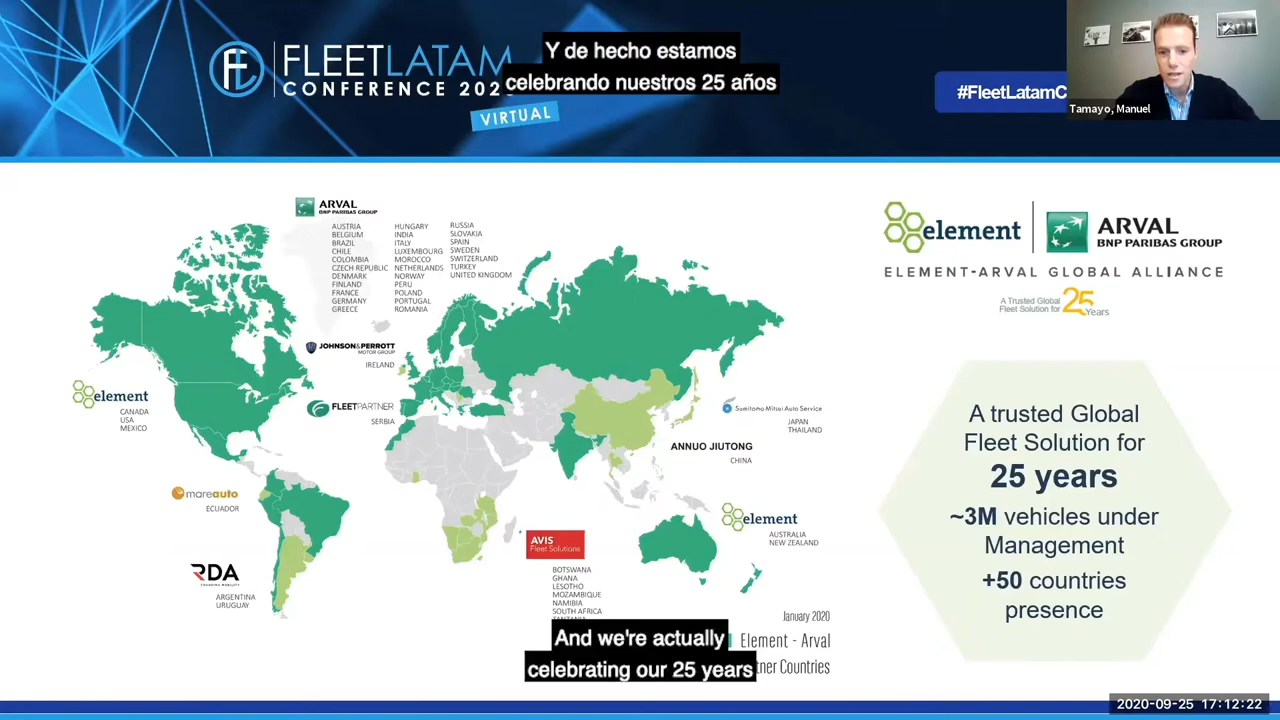 FLEETLATAM
CONFERENCE 202
VIRTUAL
Y de hecho estamos
celebrando nuestros 25 años
#FleetLatamC
Tamayo, Manuel
ARVAL
BNP PARIBAS GROUP
AUSTRIA
BELGIUM
BRAZIL
CHILE
COLOMBIA
CZECH REPUBLIC
DENMARK
FINLAND
FRANCE
GERMANY
GREECE
HUNGARY
INDIA
ITALY
LUXEMBOURG
MOROCCO
NETHERLANDS
NORWAY
PERU
POLAND
PORTUGAL
ROMANIA
RUSSIA
SLOVAKIA
SPAIN
SWEDEN
SWITZERLAND
TURKEY
UNITED KINGDOM
JOHNSON&PERROTT
MOTOR GROUP
IRELAND
FLEETPARTNER
SERBIA
element
CANADA
USA
MEXICO
mareauto
ECUADOR
RDA
ARGENTINA
URUGUAY
AVIS
Fleet Solutions
BOTSWANA
GHANA
LESOTHO
MOZAMBIQUE
NAMIBIA
SOUTH AFRICA
Sumitomo Mitsui Auto Service
JAPAN
THAILAND
ANNUO JIUTONG
CHINA
element
AUSTRALIA
NEW ZEALAND
January 2020
Element - Arval
tner Countries
And we're actually
celebrating our 25 years
element
ARVAL
BNP PARIBAS GROUP
ELEMENT-ARVAL GLOBAL ALLIANCE
A Trusted Global
Fleet Solution for 25 Years
A trusted Global
Fleet Solution for
25 years
~3M vehicles under
Management
+50 countries
presence
2020-09-25 17:12:22